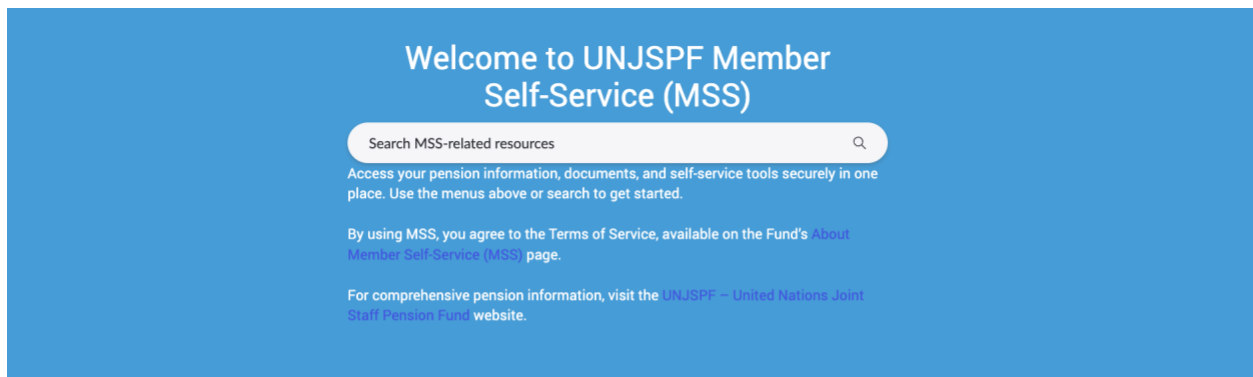 Welcome to UNJSPF Member
Self-Service (MSS)
Search MSS-related resources
Access your pension information, documents, and self-service tools securely in one
place. Use the menus above or search to get started.
By using MSS, you agree to the Terms of Service, available on the Fund's About
Member Self-Service (MSS) page.
For comprehensive pension information, visit the UNJSPF – United Nations Joint
Staff Pension Fund website.